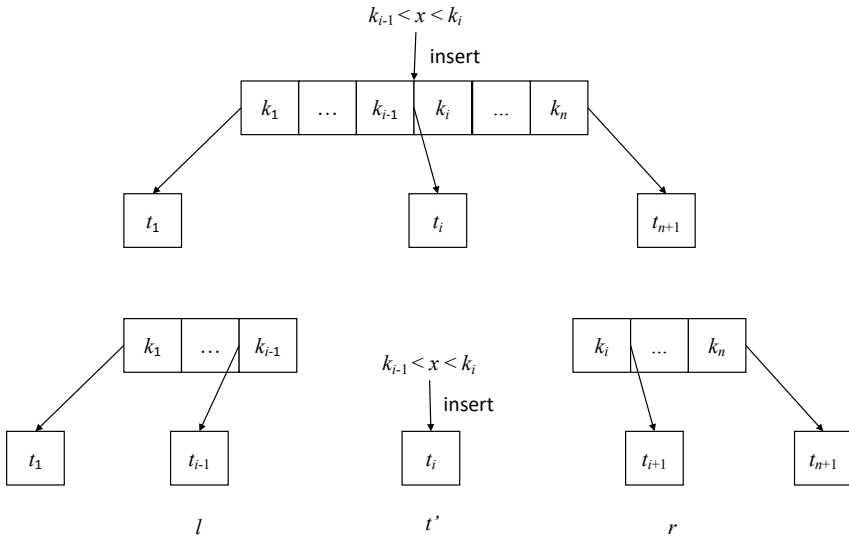 k_{i-1} < x < k_i
insert
k_1 … k_{i-1} k_i ... k_n
t_1 t_i t_{n+1}
k_1 … k_{i-1} k_i ... k_n
k_{i-1} < x < k_i
insert
t_1 t_{i-1} t_i t_{i+1} t_{n+1}
l t’ r